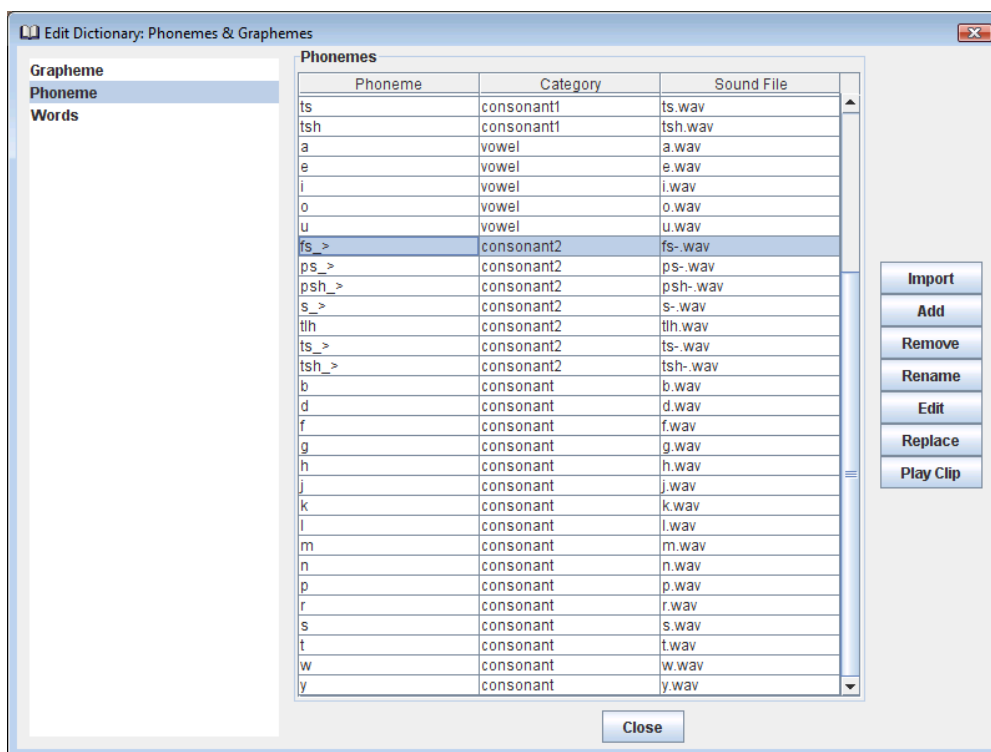 Edit Dictionary: Phonemes & Graphemes
Grapheme
Phoneme
Words
Phonemes
Phoneme Category Sound File
ts consonant1 ts.wav
tsh consonant1 tsh.wav
a vowel a.wav
e vowel e.wav
i vowel i.wav
o vowel o.wav
u vowel u.wav
fs_> consonant2 fs-.wav
ps_> consonant2 ps-.wav
psh_> consonant2 psh-.wav
s_> consonant2 s-.wav
tlh consonant2 tlh.wav
ts_> consonant2 ts-.wav
tsh_> consonant2 tsh-.wav
b consonant b.wav
d consonant d.wav
f consonant f.wav
g consonant g.wav
h consonant h.wav
j consonant j.wav
k consonant k.wav
l consonant l.wav
m consonant m.wav
n consonant n.wav
p consonant p.wav
r consonant r.wav
s consonant s.wav
t consonant t.wav
w consonant w.wav
y consonant y.wav
Import
Add
Remove
Rename
Edit
Replace
Play Clip
Close